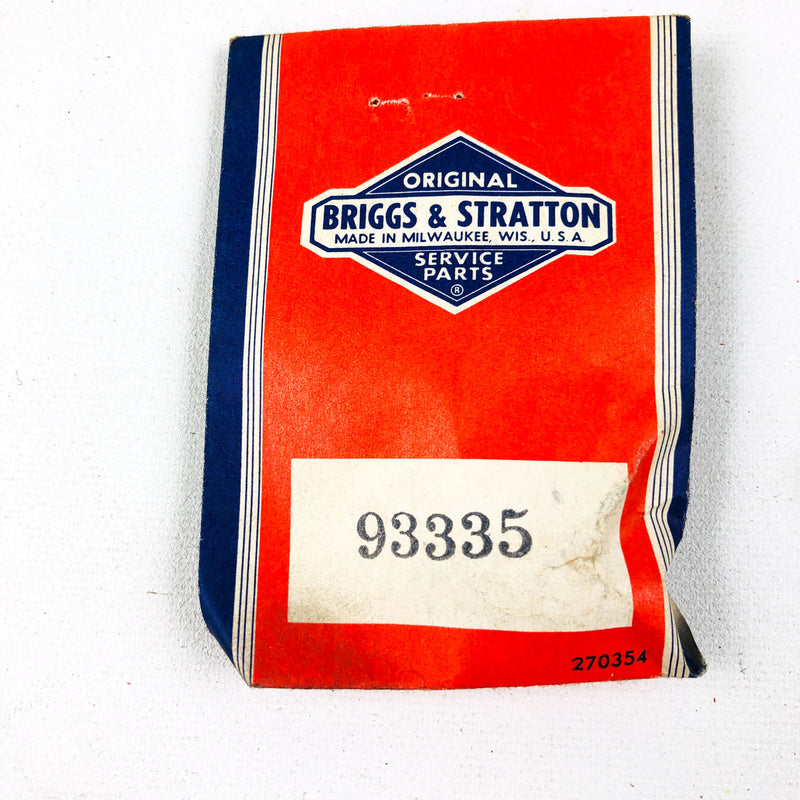 ORIGINAL
BRIGGS & STRATTON
MADE IN MILWAUKEE, WIS., U.S.A.
SERVICE
PARTS
®
93335
270354